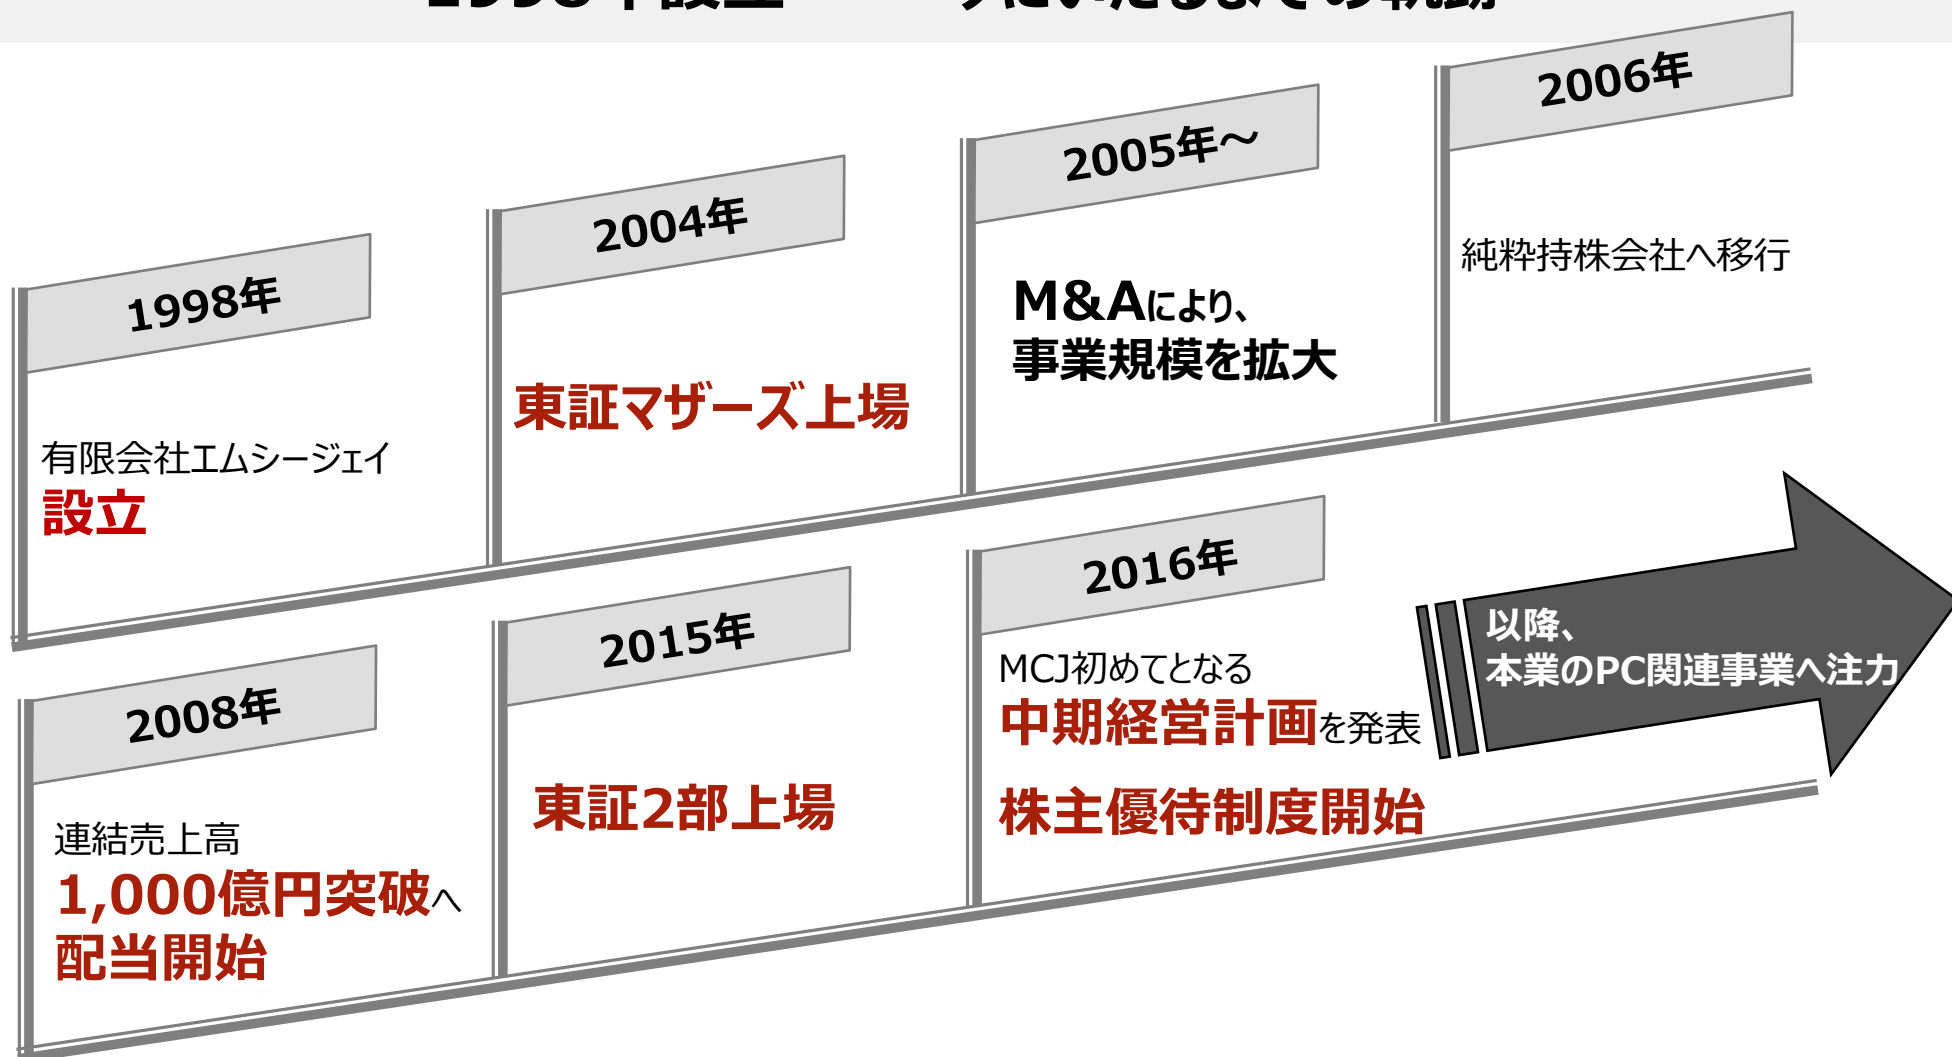 1998年
有限会社エムシージェイ
設立
2004年
東証マザーズ上場
2005年～
M&Aにより、
事業規模を拡大
2006年
純粋持株会社へ移行
2008年
連結売上高
1,000億円突破へ
配当開始
2015年
東証2部上場
2016年
MCJ初めてとなる
中期経営計画を発表
株主優待制度開始
以降、
本業のPC関連事業へ注力